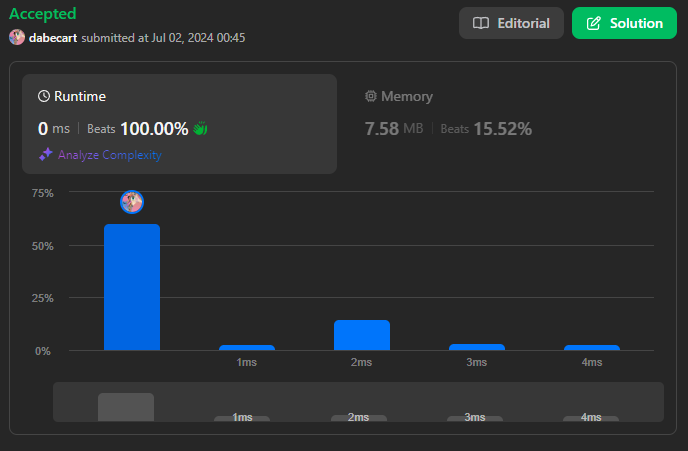 Accepted
dabecart submitted at Jul 02, 2024 00:45
Editorial
Solution
Runtime
0 ms | Beats 100.00%
Analyze Complexity
Memory
7.58 MB | Beats 15.52%
75%
50%
25%
0%
1ms 2ms 3ms 4ms
1ms 2ms 3ms 4ms